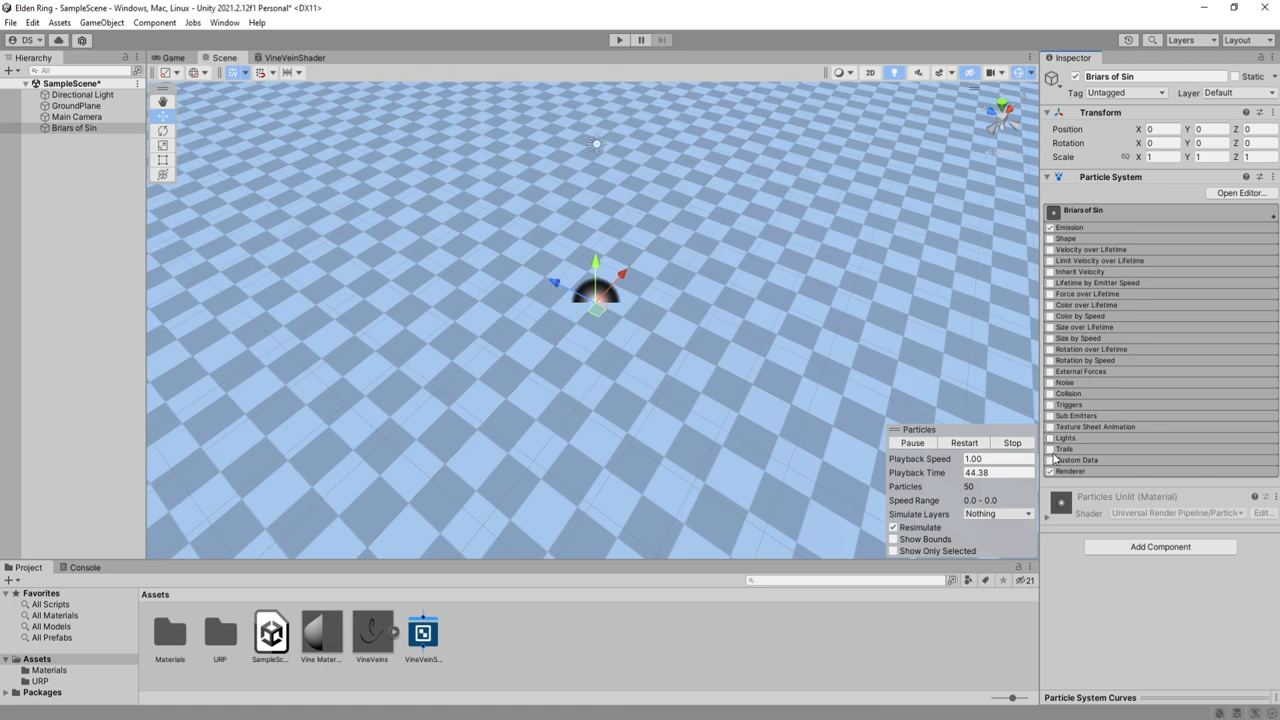 Elden Ring - SampleScene - Windows, Mac, Linux - Unity 2021.2.12f1 Personal* <DX11>
File Edit Assets GameObject Component Jobs Window Help
DS Layers Layout
Hierarchy
All
SampleScene*
Directional Light
GroundPlane
Main Camera
Briars of Sin
Game Scene VineVeinShader
2D
Particles
Pause Restart Stop
Playback Speed 1.00
Playback Time 44.38
Particles 50
Speed Range 0.0 - 0.0
Simulate Layers Nothing
Resimulate
Show Bounds
Show Only Selected
Inspector
Briars of Sin Static
Tag Untagged Layer Default
Transform
Position X 0 Y 0 Z 0
Rotation X 0 Y 0 Z 0
Scale X 1 Y 1 Z 1
Particle System
Open Editor...
Briars of Sin
Emission
Shape
Velocity over Lifetime
Limit Velocity over Lifetime
Inherit Velocity
Lifetime by Emitter Speed
Force over Lifetime
Color over Lifetime
Color by Speed
Size over Lifetime
Size by Speed
Rotation over Lifetime
Rotation by Speed
External Forces
Noise
Collision
Triggers
Sub Emitters
Texture Sheet Animation
Lights
Trails
Custom Data
Renderer
Particles Unlit (Material)
Shader Universal Render Pipeline/Particle Edit...
Add Component
Particle System Curves
Project Console
21
Favorites
All Scripts
All Materials
All Models
All Prefabs
Assets
Materials
URP
Packages
Assets
Materials URP SampleSc... Vine Mater... VineVeins VineVeinS...